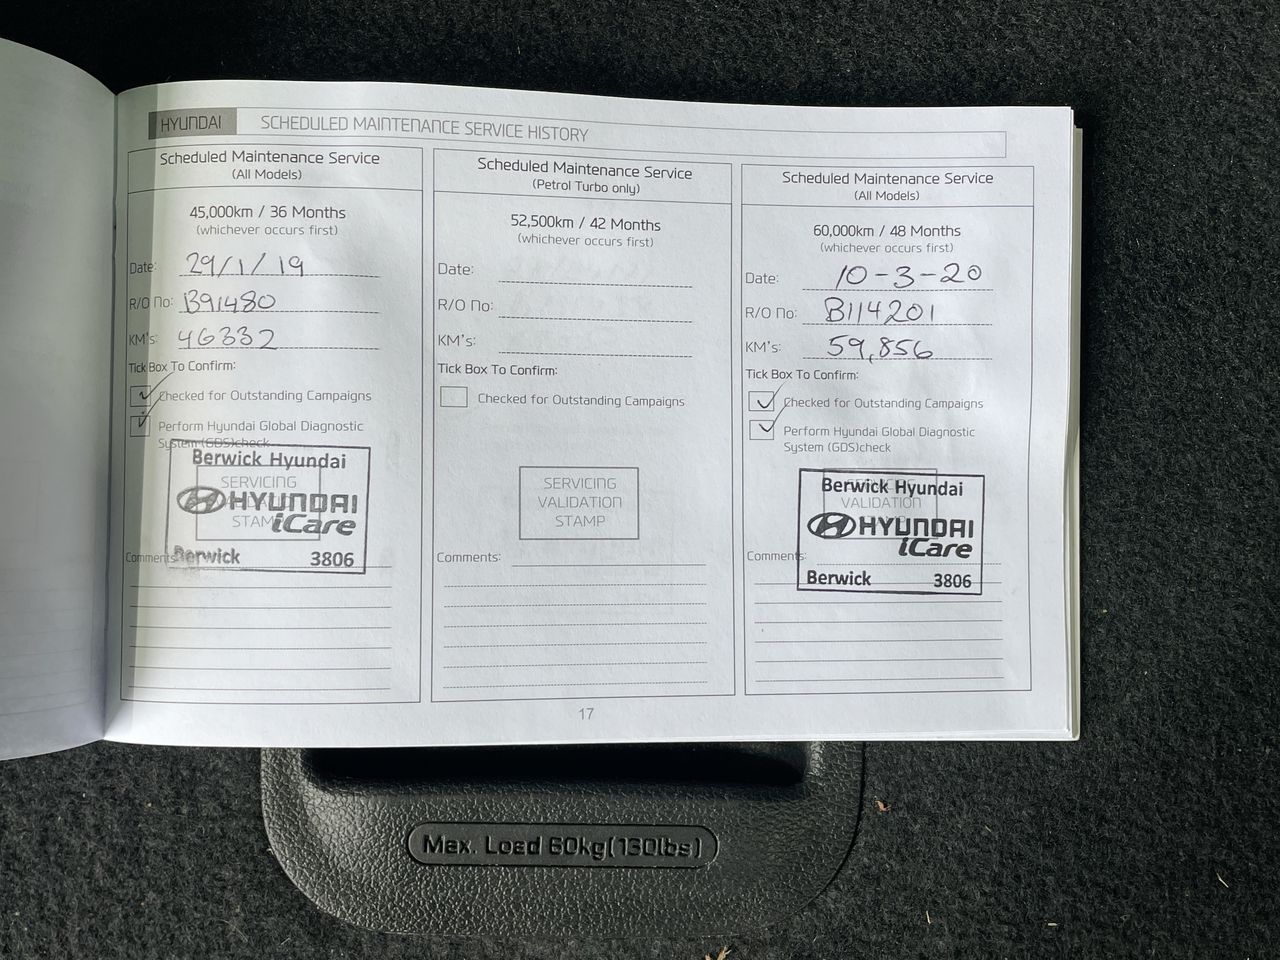 HYUNDAI SCHEDULED MAINTENANCE SERVICE HISTORY
Scheduled Maintenance Service
(All Models)
45,000km / 36 Months
(whichever occurs first)
Date: 29/1/19
R/O No: B91480
KM's: 46332
Tick Box To Confirm:
Checked for Outstanding Campaigns
Perform Hyundai Global Diagnostic
System (GDS)check
Berwick Hyundai
SERVICING
HYUNDAI
STAMP
iCare
Comments:
Berwick 3806
Scheduled Maintenance Service
(Petrol Turbo only)
52,500km / 42 Months
(whichever occurs first)
Date:
R/O No:
KM's:
Tick Box To Confirm:
Checked for Outstanding Campaigns
SERVICING
VALIDATION
STAMP
Comments:
Scheduled Maintenance Service
(All Models)
60,000km / 48 Months
(whichever occurs first)
Date: 10-3-20
R/O No: B114201
KM's: 59,856
Tick Box To Confirm:
Checked for Outstanding Campaigns
Perform Hyundai Global Diagnostic
System (GDS)check
Berwick Hyundai
VALIDATION
HYUNDAI
iCare
Comments:
Berwick 3806
17
Max. Load 60kg(130lbs)